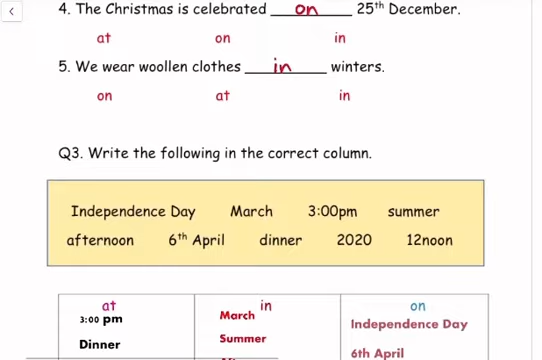 4. The Christmas is celebrated on 25th December.
at on in
5. We wear woollen clothes in winters.
on at in
Q3. Write the following in the correct column.
Independence Day March 3:00pm summer
afternoon 6th April dinner 2020 12noon
at in on
3:00 pm March Independence Day
Dinner Summer 6th April